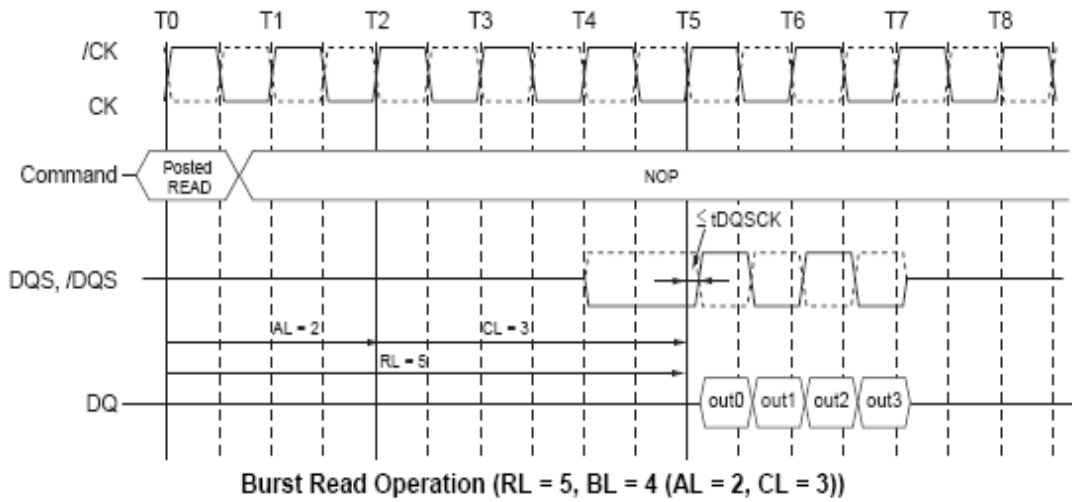 T0 T1 T2 T3 T4 T5 T6 T7 T8
/CK
CK
Command
Posted
READ
NOP
≤ tDQSCK
DQS, /DQS
AL = 2
CL = 3
RL = 5
DQ
out0 out1 out2 out3
Burst Read Operation (RL = 5, BL = 4 (AL = 2, CL = 3))